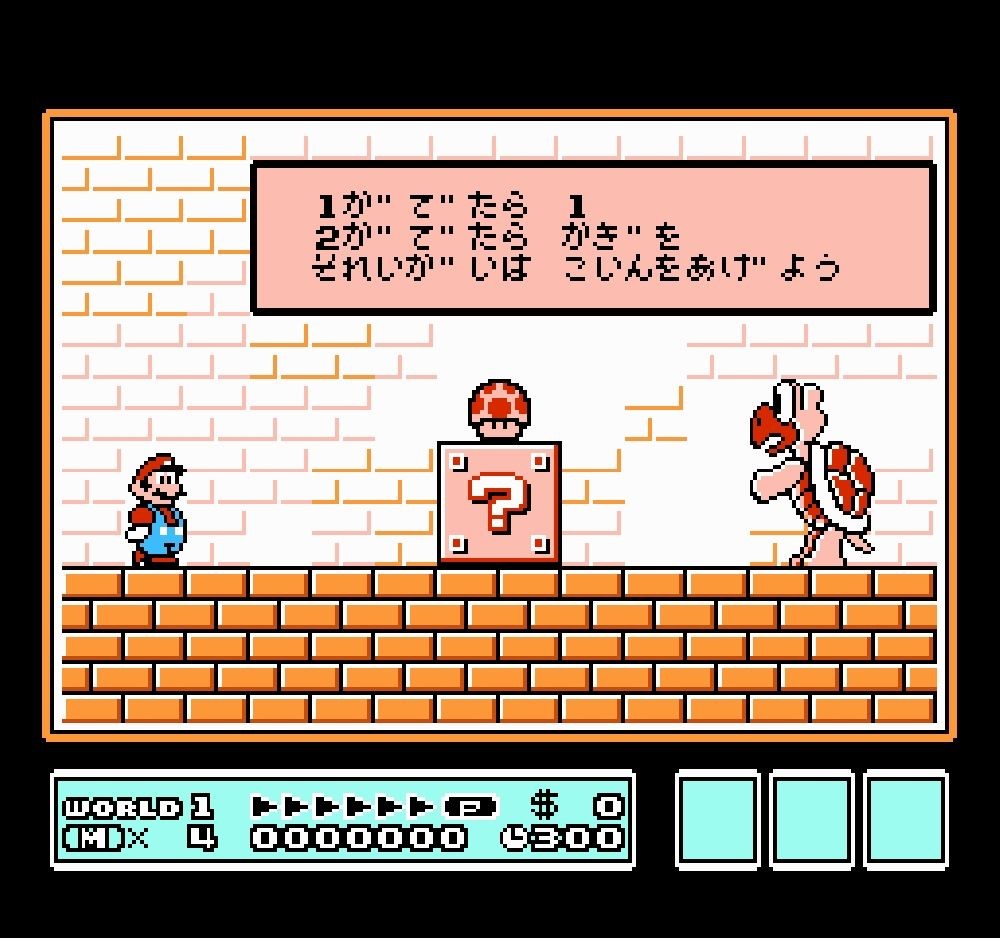 1が でたら 1
2が でたら かぎを
それいがいは こいんをあげよう
?
WORLD 1 ▶▶▶▶▶▶ P $ 0
M× 4 0000000 300